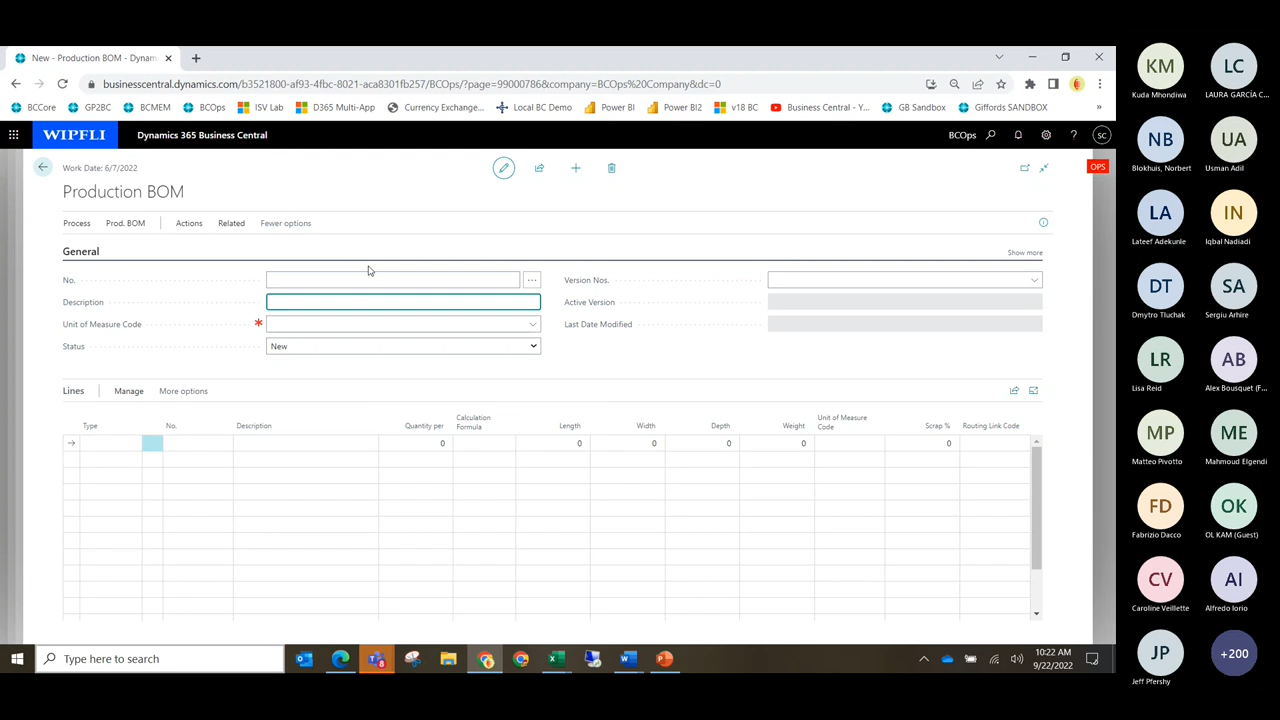 New - Production BOM - Dynam
businesscentral.dynamics.com/b3521800-af93-4fbc-8021-aca8301fb257/BCOps/?page=99000786&company=BCOps%20Company&dc=0
BCCore GP2BC BCMEM BCOps ISV Lab D365 Multi-App Currency Exchange... Local BC Demo Power BI Power BI2 v18 BC Business Central - Y... GB Sandbox Giffords SANDBOX »
WIPFLI Dynamics 365 Business Central BCOps ? SC
Work Date: 6/7/2022 OPS
Production BOM
Process Prod. BOM Actions Related Fewer options
General Show more
No. Version Nos.
Description Active Version
Unit of Measure Code * Last Date Modified
Status New
Lines Manage More options
Type No. Description Quantity per Calculation Formula Length Width Depth Weight Unit of Measure Code Scrap % Routing Link Code
0 0 0 0 0 0
Type here to search
8
10:22 AM
9/22/2022
KM LC
Kuda Mhondiwa LAURA GARCÍA C...
NB UA
Blokhuis, Norbert Usman Adil
LA IN
Lateef Adekunle Iqbal Nadiadi
DT SA
Dmytro Tluchak Sergiu Arhire
LR AB
Lisa Reid Alex Bousquet (F...
MP ME
Matteo Pivotto Mahmoud Elgendi
FD OK
Fabrizio Dacco OL KAM (Guest)
CV AI
Caroline Veillette Alfredo Iorio
JP +200
Jeff Pfershy